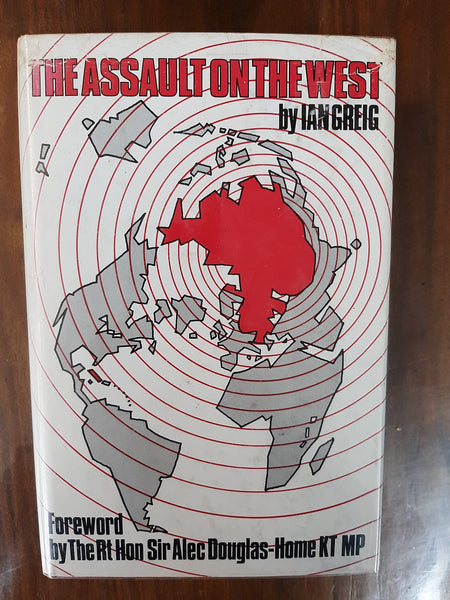 THE ASSAULT ON THE WEST
by IAN GREIG
Foreword
by The Rt Hon Sir Alec Douglas-Home KT MP